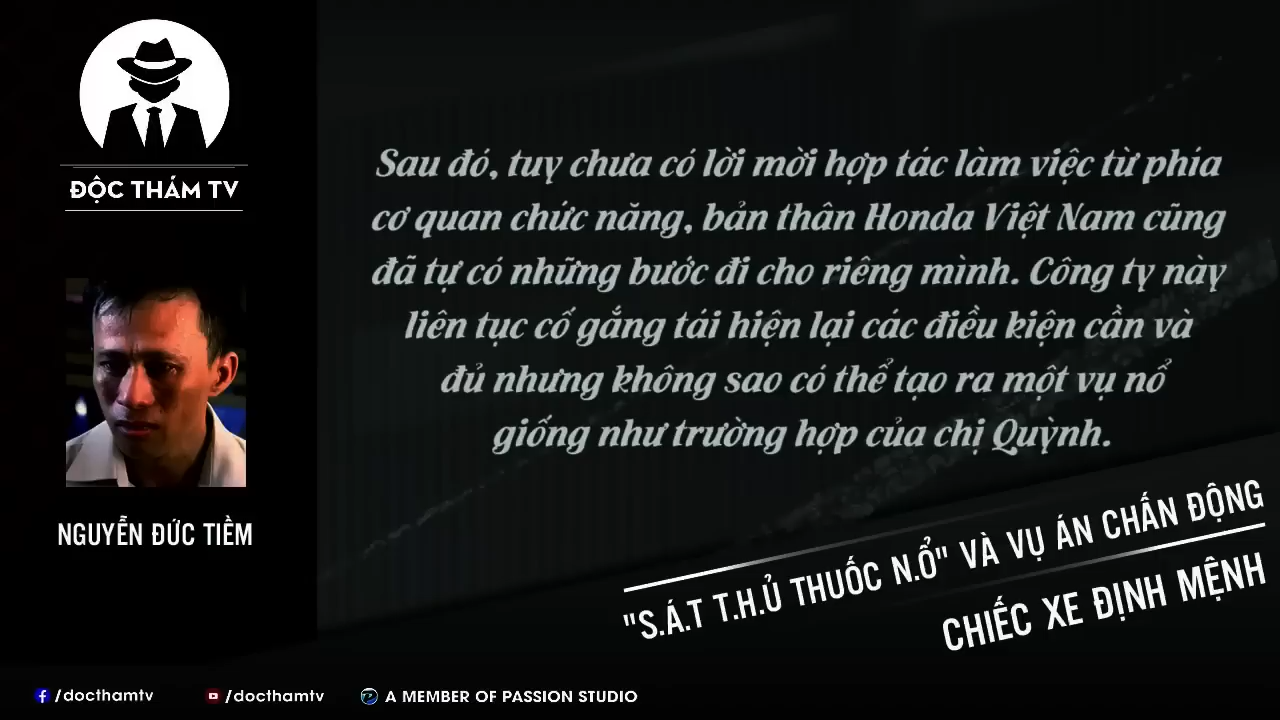 ĐỘC THÁM TV
NGUYỄN ĐỨC TIỀM
Sau đó, tuy chưa có lời mời hợp tác làm việc từ phía
cơ quan chức năng, bản thân Honda Việt Nam cũng
đã tự có những bước đi cho riêng mình. Công ty này
liên tục cố gắng tái hiện lại các điều kiện cần và
đủ nhưng không sao có thể tạo ra một vụ nổ
giống như trường hợp của chị Quỳnh.
"S.Á.T T.H.Ủ THUỐC N.Ổ" VÀ VỤ ÁN CHẤN ĐỘNG
CHIẾC XE ĐỊNH MỆNH
/docthamtv
/docthamtv
A MEMBER OF PASSION STUDIO